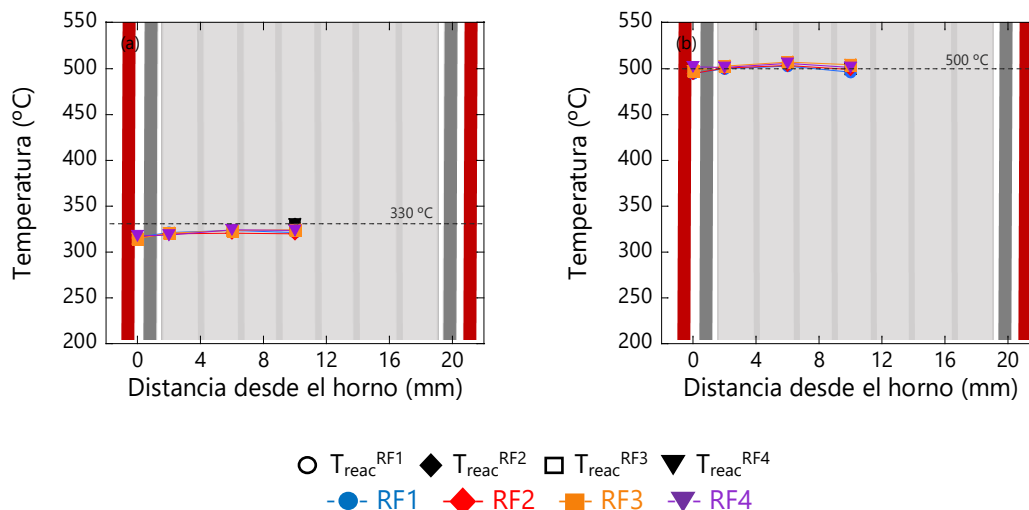 550
500
450
400
350
300
250
200
Temperatura (ºC)
(a)
330 ºC
0 4 8 12 16 20
Distancia desde el horno (mm)
550
500
450
400
350
300
250
200
Temperatura (ºC)
(b)
500 ºC
0 4 8 12 16 20
Distancia desde el horno (mm)
T_reac^RF1 T_reac^RF2 T_reac^RF3 T_reac^RF4
RF1 RF2 RF3 RF4